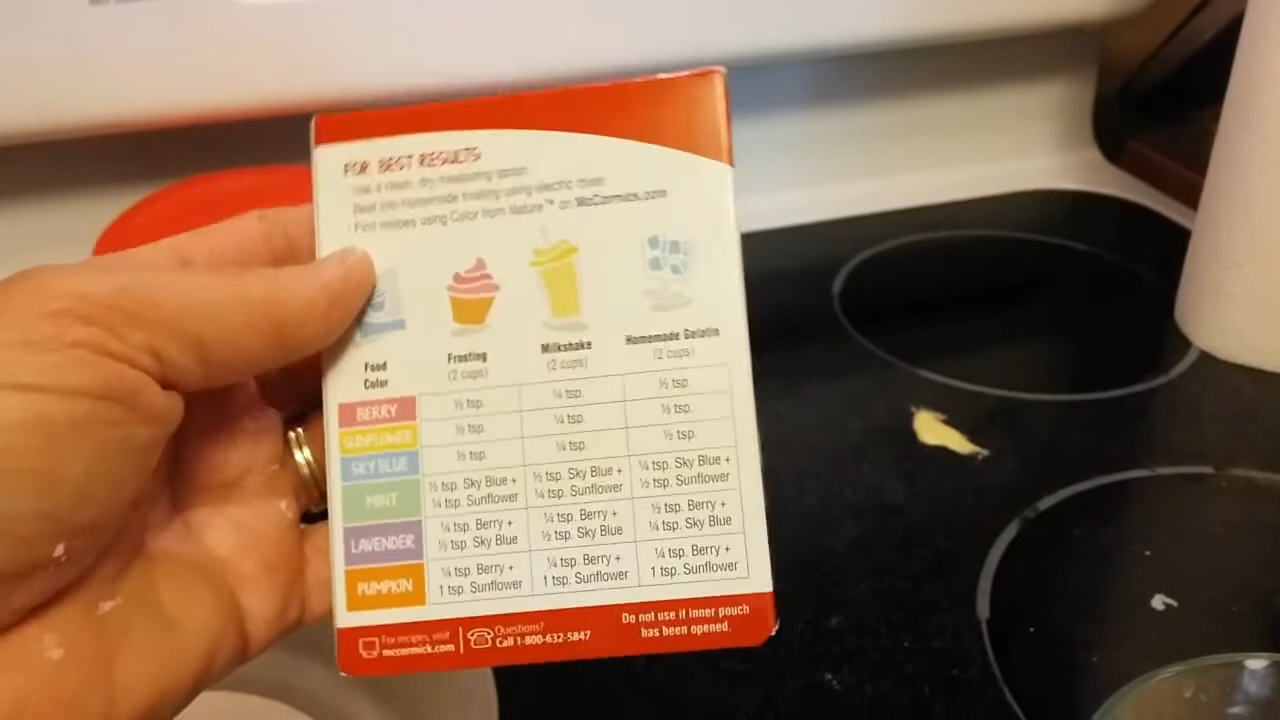 FOR BEST RESULTS:
Use a clean, dry measuring spoon
Beat into homemade frosting using electric mixer
Find recipes using Color from Nature™ on McCormick.com
Food Color
Frosting (2 cups)
Milkshake (2 cups)
Homemade Gelatin (2 cups)
BERRY ½ tsp. ¼ tsp. ½ tsp.
SUNFLOWER ½ tsp. ¼ tsp. ½ tsp.
SKY BLUE ½ tsp. ¼ tsp. ½ tsp.
MINT ½ tsp. Sky Blue + ¼ tsp. Sunflower ½ tsp. Sky Blue + ¼ tsp. Sunflower ¼ tsp. Sky Blue + ½ tsp. Sunflower
LAVENDER ¼ tsp. Berry + ½ tsp. Sky Blue ¼ tsp. Berry + ½ tsp. Sky Blue ½ tsp. Berry + ¼ tsp. Sky Blue
PUMPKIN ¼ tsp. Berry + 1 tsp. Sunflower ¼ tsp. Berry + 1 tsp. Sunflower ¼ tsp. Berry + 1 tsp. Sunflower
For recipes, visit
mccormick.com
Questions?
Call 1-800-632-5847
Do not use if inner pouch
has been opened.